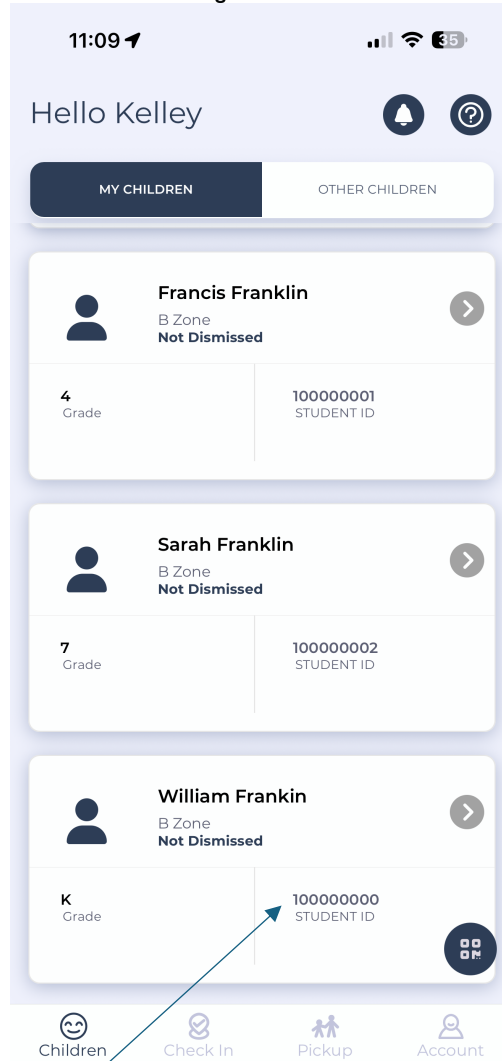 11:09
35
Hello Kelley
MY CHILDREN OTHER CHILDREN
Francis Franklin
B Zone
Not Dismissed
4 100000001
Grade STUDENT ID
Sarah Franklin
B Zone
Not Dismissed
7 100000002
Grade STUDENT ID
William Frankin
B Zone
Not Dismissed
K 100000000
Grade STUDENT ID
Children Check In Pickup Account